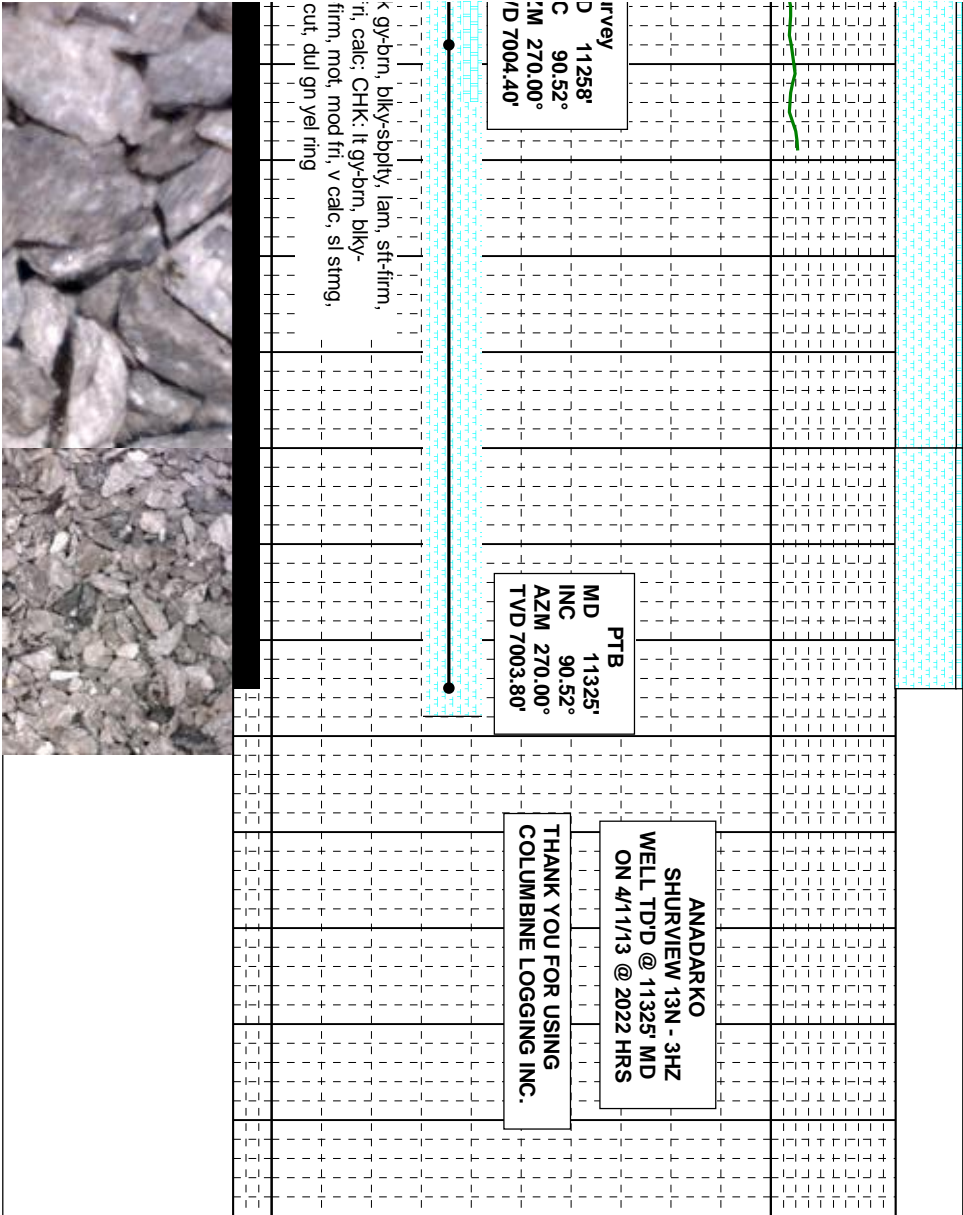 urvey
D 11258'
C 90.52°
ZM 270.00°
VD 7004.40'
k gy-brn, blky-sbplty, lam, sft-firm,
ri, calc; CHK: lt gy-brn, blky-
firm, mot, mod fri, v calc, sl stmg,
cut, dul gn yel ring
PTB
MD 11325'
INC 90.52°
AZM 270.00°
TVD 7003.80'
ANADARKO
SHURVIEW 13N - 3HZ
WELL TD'D @ 11325' MD
ON 4/11/13 @ 2022 HRS
THANK YOU FOR USING
COLUMBINE LOGGING INC.